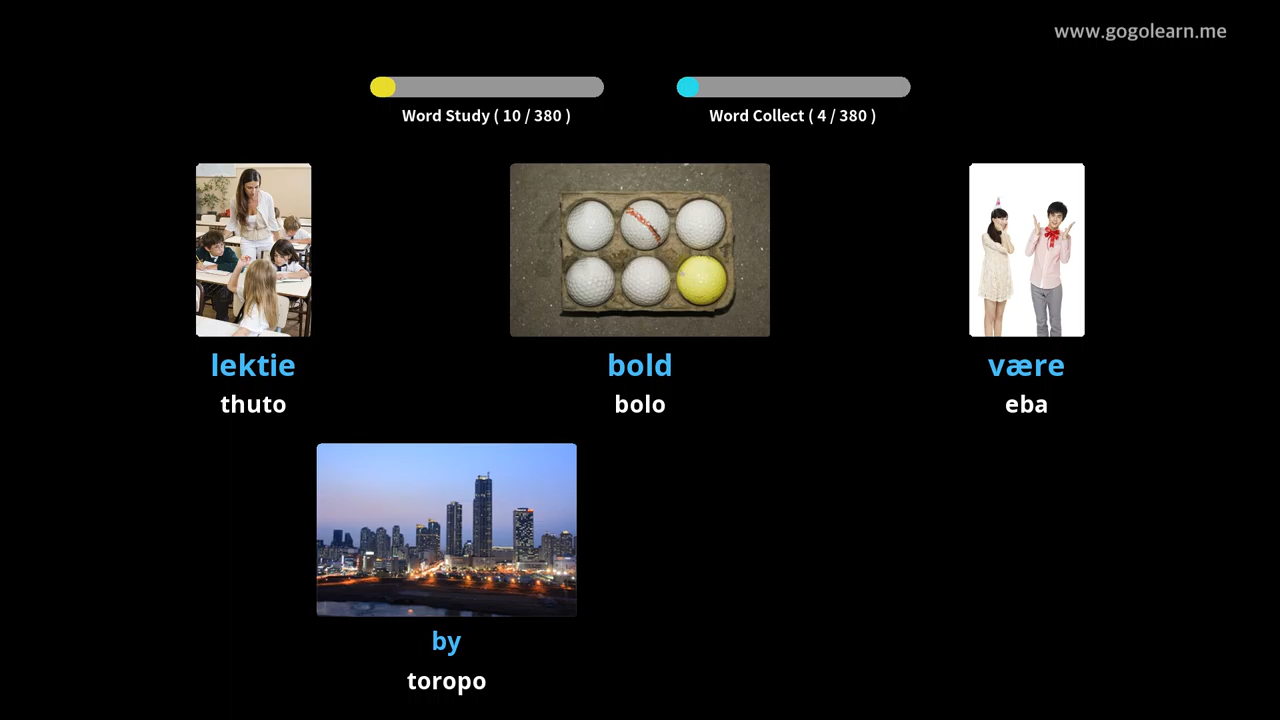 www.gogolearn.me
Word Study ( 10 / 380 )
Word Collect ( 4 / 380 )
lektie
thuto
bold
bolo
være
eba
by
toropo